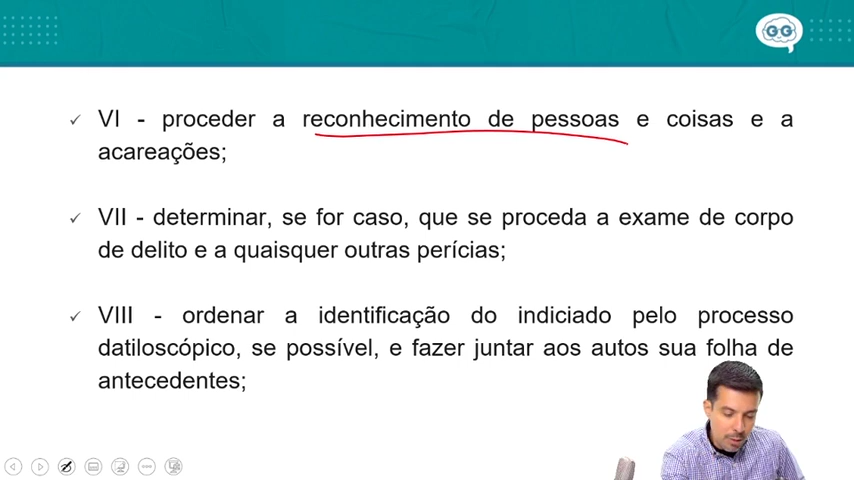 GG
VI - proceder a reconhecimento de pessoas e coisas e a
acareações;
VII - determinar, se for caso, que se proceda a exame de corpo
de delito e a quaisquer outras perícias;
VIII - ordenar a identificação do indiciado pelo processo
datiloscópico, se possível, e fazer juntar aos autos sua folha de
antecedentes;